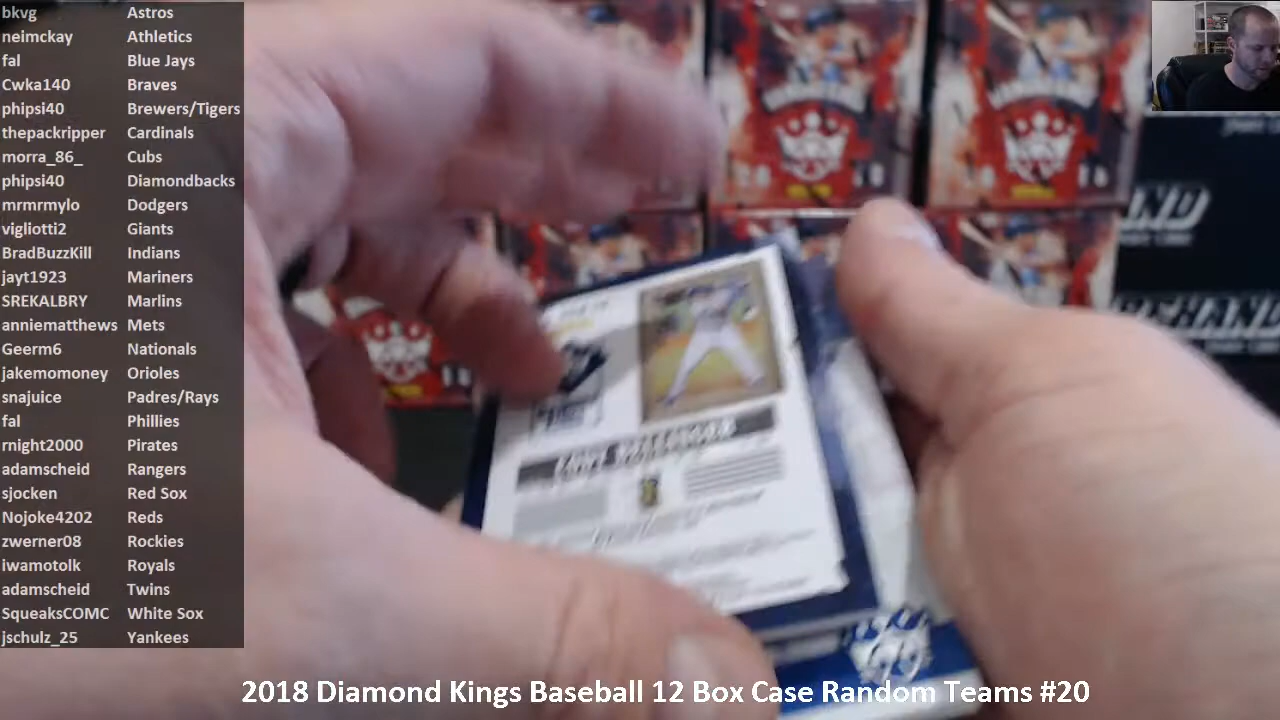 bkvg Astros
neimckay Athletics
fal Blue Jays
Cwka140 Braves
phipsi40 Brewers/Tigers
thepackripper Cardinals
morra_86_ Cubs
phipsi40 Diamondbacks
mrmrmylo Dodgers
vigliotti2 Giants
BradBuzzKill Indians
jayt1923 Mariners
SREKALBRY Marlins
anniematthews Mets
Geerm6 Nationals
jakemomoney Orioles
snajuice Padres/Rays
fal Phillies
rnight2000 Pirates
adamscheid Rangers
sjocken Red Sox
Nojoke4202 Reds
zwerner08 Rockies
iwamotolk Royals
adamscheid Twins
SqueaksCOMC White Sox
jschulz_25 Yankees
2018 Diamond Kings Baseball 12 Box Case Random Teams #20